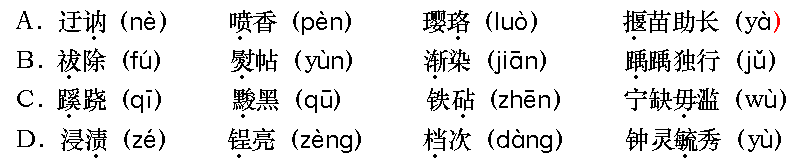 A．迂讷（nè） 喷香（pèn） 璎珞（luò） 揠苗助长（yà）
B．祓除（fú） 熨帖（yùn） 渐染（jiān） 踽踽独行（jǔ）
C．蹊跷（qī） 黢黑（qū） 铁砧（zhēn） 宁缺毋滥（wù）
D．浸渍（zé） 锃亮（zèng） 档次（dàng） 钟灵毓秀（yù）